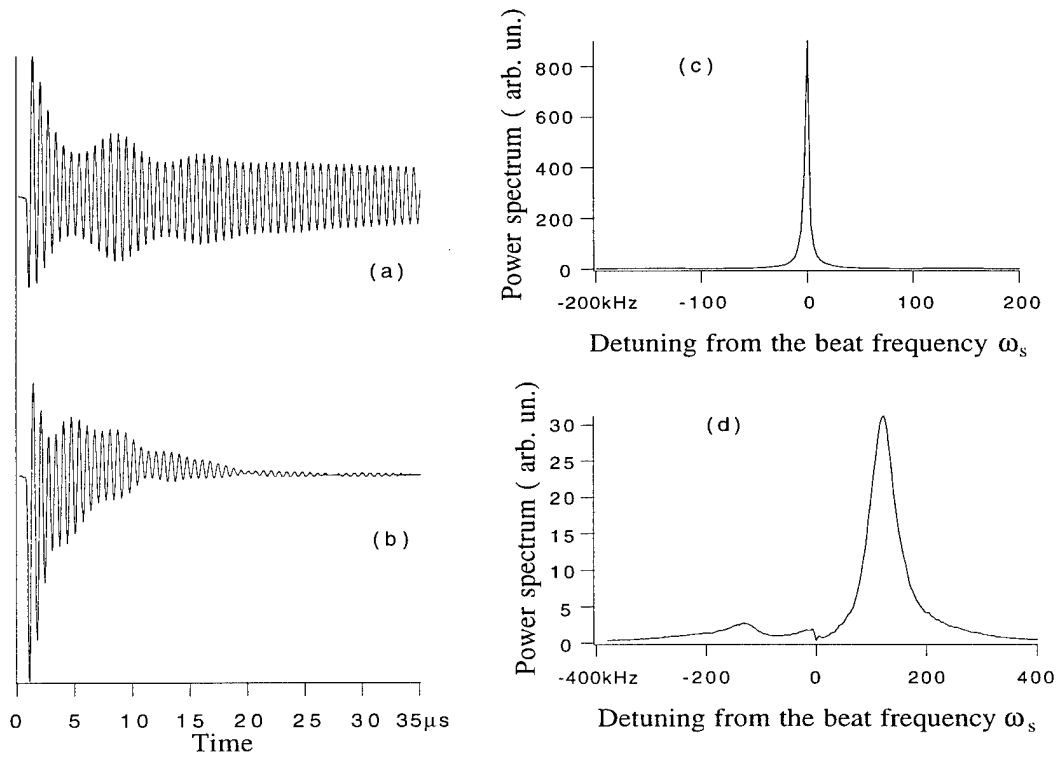 (a)
(b)
0 5 10 15 20 25 30 35μs
Time
Power spectrum ( arb. un.)
(c)
800
600
400
200
0
-200kHz -100 0 100 200
Detuning from the beat frequency ωs
Power spectrum ( arb. un.)
(d)
30
25
20
15
10
5
0
-400kHz -200 0 200 400
Detuning from the beat frequency ωs